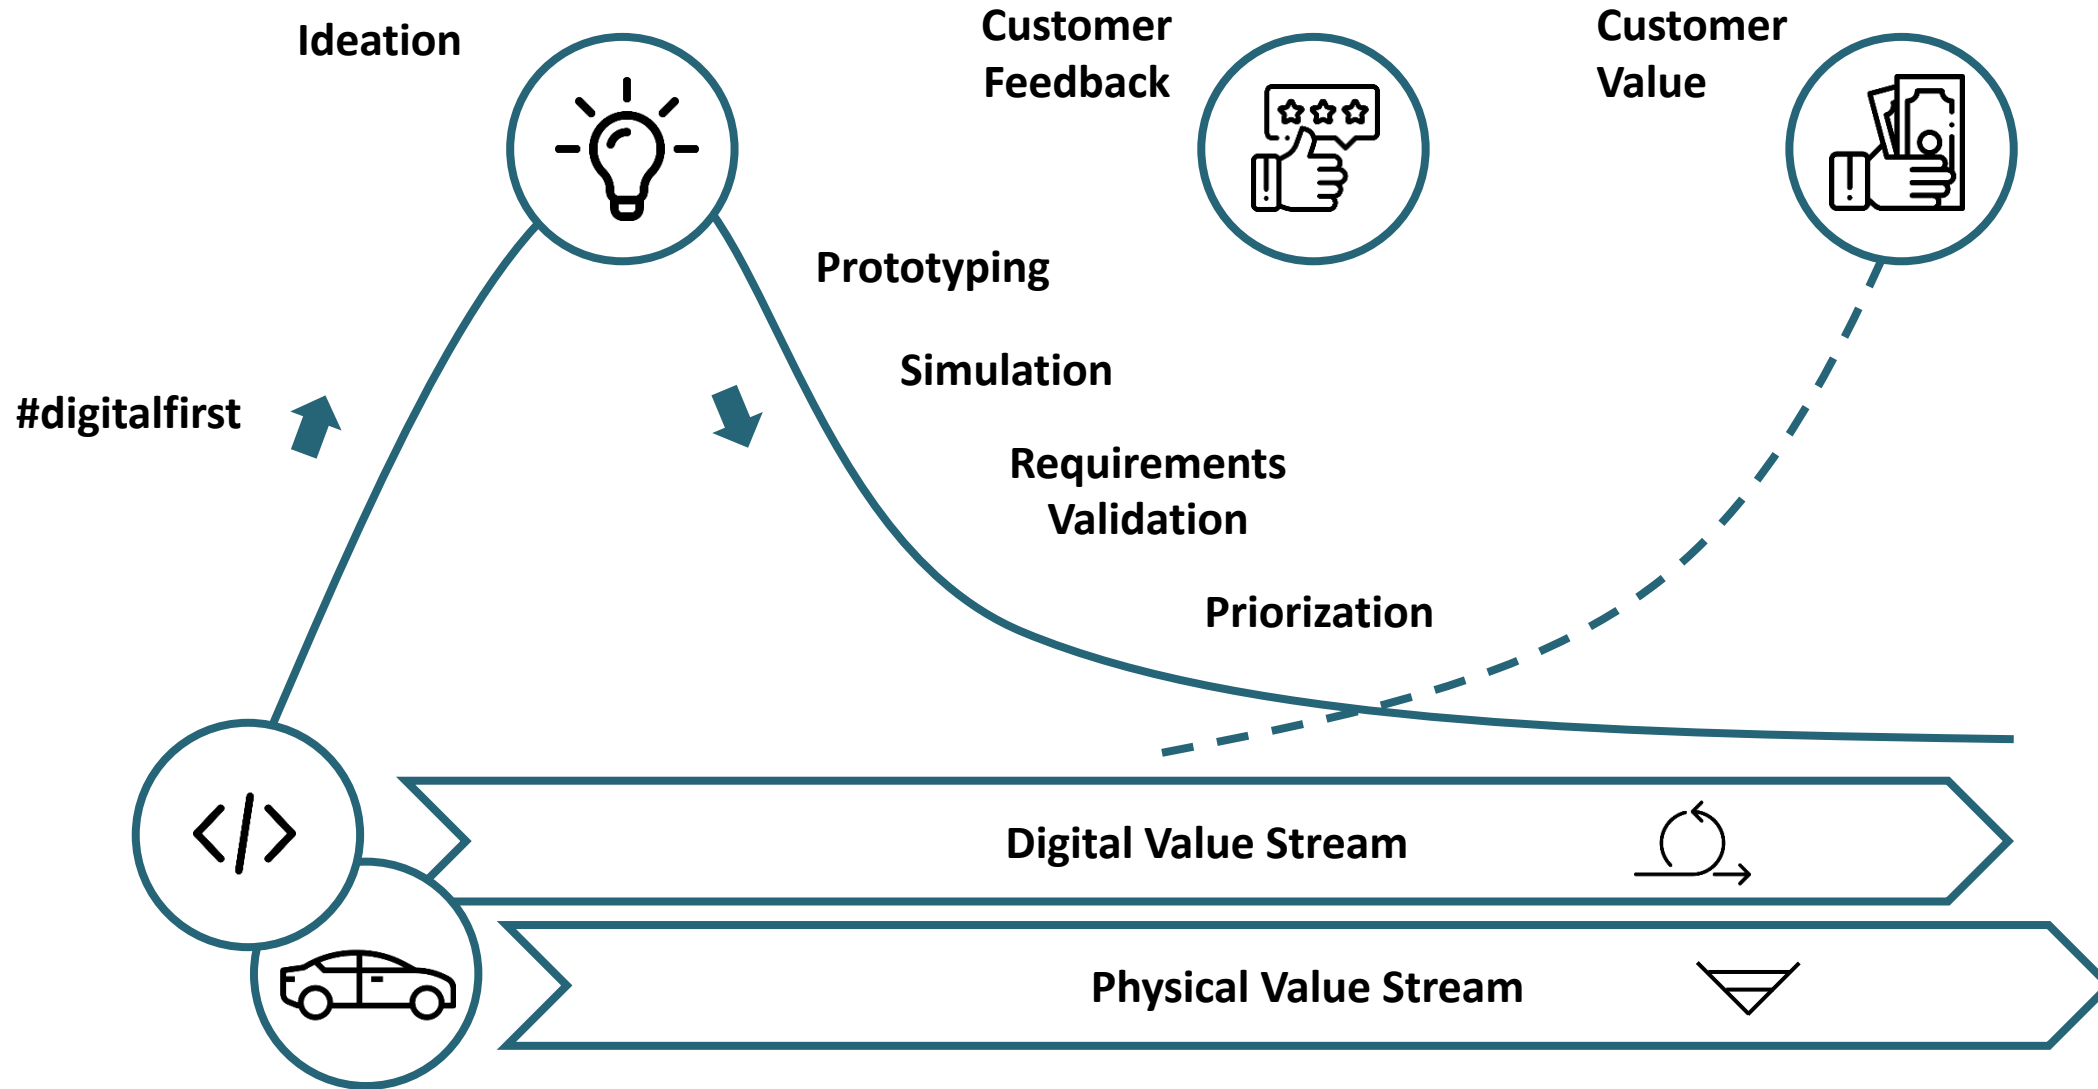 Ideation
Customer
Feedback
Customer
Value
Prototyping
Simulation
#digitalfirst
Requirements
Validation
Priorization
</>
Digital Value Stream
Physical Value Stream